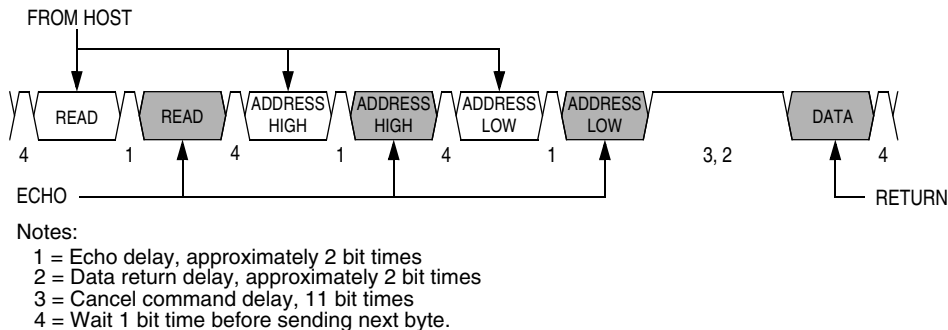 FROM HOST
READ
READ
ADDRESS
HIGH
ADDRESS
HIGH
ADDRESS
LOW
ADDRESS
LOW
DATA
4
1
4
1
4
1
3, 2
4
ECHO
RETURN
Notes:
1 = Echo delay, approximately 2 bit times
2 = Data return delay, approximately 2 bit times
3 = Cancel command delay, 11 bit times
4 = Wait 1 bit time before sending next byte.